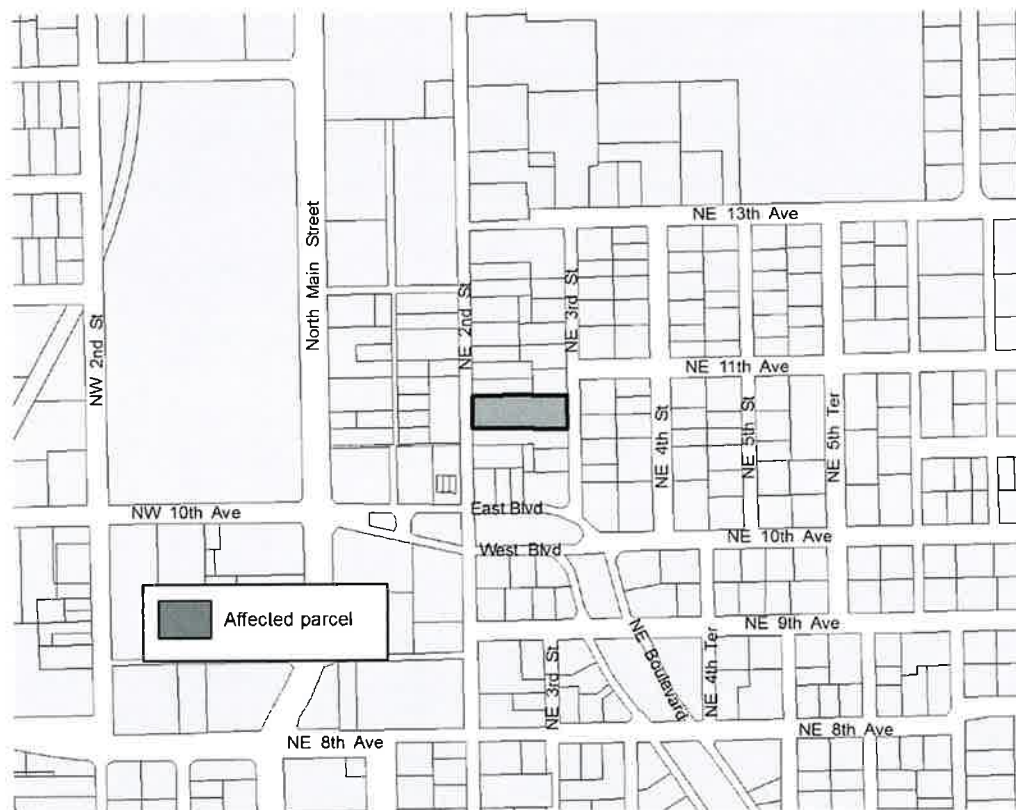 NE 13th Ave
North Main Street
NE 3rd St
NE 2nd St
NW 2nd St
NE 11th Ave
NE 4th St
NE 5th St
NE 5th Ter
East Blvd
NW 10th Ave
NE 10th Ave
West Blvd
Affected parcel
NE 9th Ave
NE Boulevard
NE 4th Ter
NE 3rd St
NE 8th Ave
NE 8th Ave